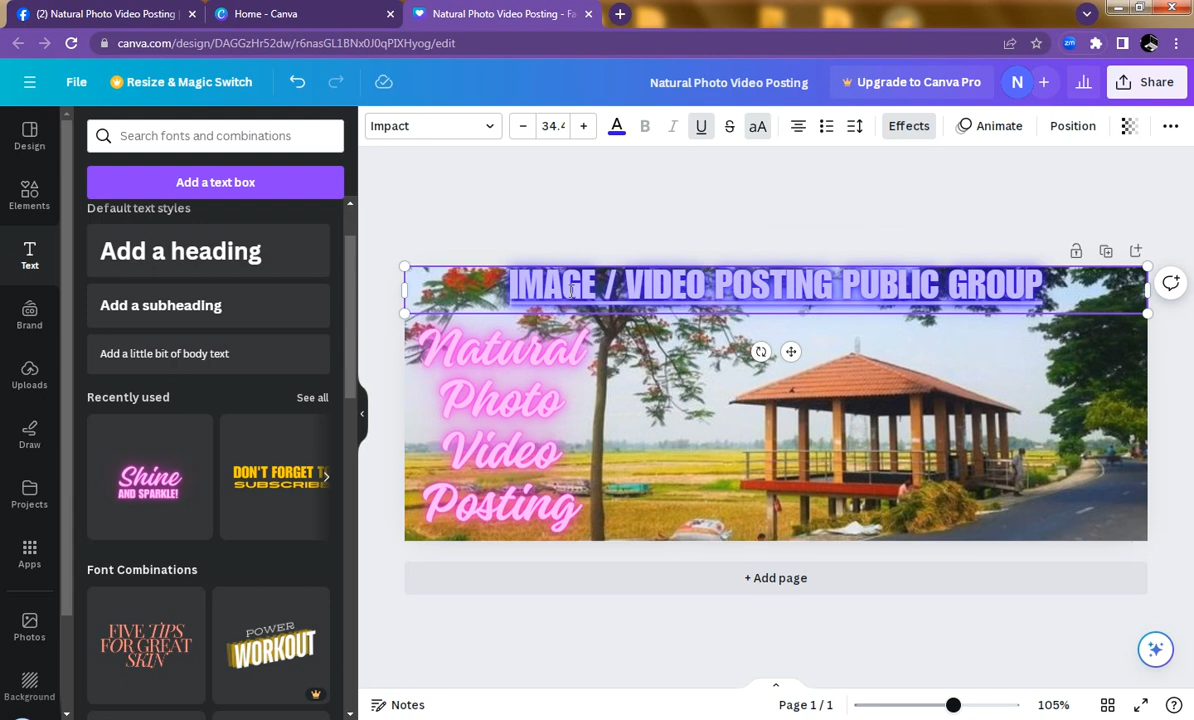 (2) Natural Photo Video Posting |
Home - Canva
Natural Photo Video Posting - Fa
canva.com/design/DAGGzHr52dw/r6nasGL1BNx0J0qPIXHyog/edit
zm
File
Resize & Magic Switch
Natural Photo Video Posting
Upgrade to Canva Pro
N
Share
Design
Elements
Text
Brand
Uploads
Draw
Projects
Apps
Photos
Background
Search fonts and combinations
Add a text box
Default text styles
Add a heading
Add a subheading
Add a little bit of body text
Recently used
See all
Shine
AND SPARKLE!
DON'T FORGET T
SUBSCRIBE
Font Combinations
FIVE TIPS
FOR GREAT
SKIN
POWER
WORKOUT
Impact
34.4
A
B
I
U
S
aA
Effects
Animate
Position
IMAGE / VIDEO POSTING PUBLIC GROUP
Natural
Photo
Video
Posting
+ Add page
Notes
Page 1 / 1
105%